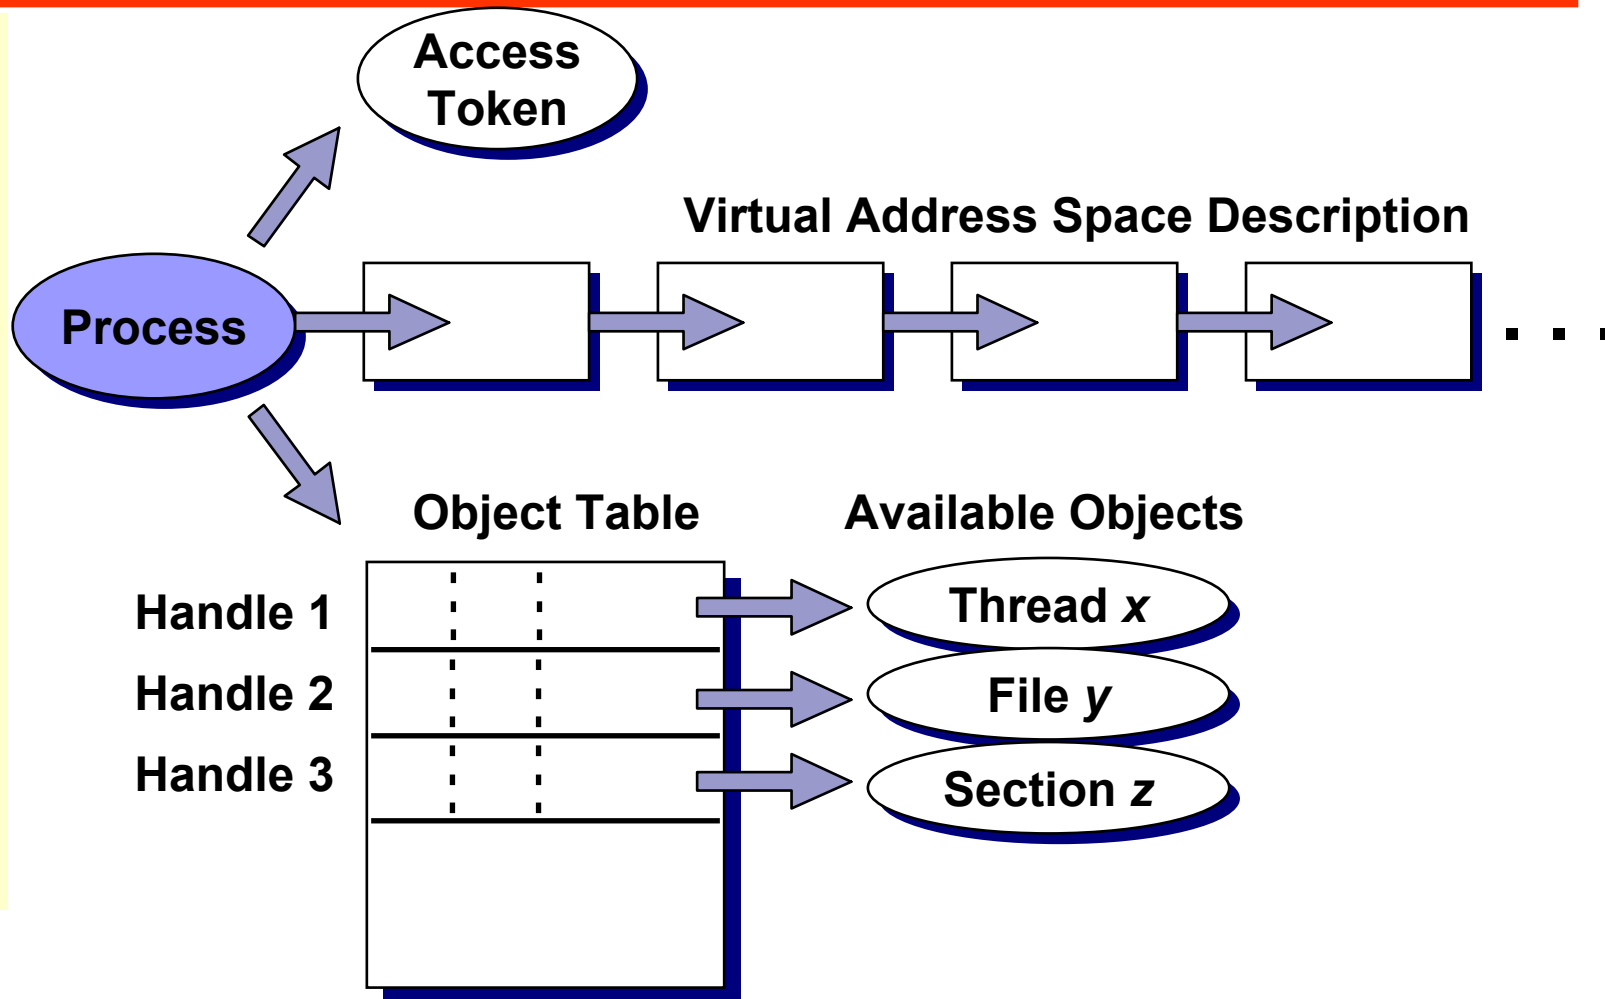 Access
Token
Virtual Address Space Description
Process
. . .
Object Table
Available Objects
Handle 1
Thread x
Handle 2
File y
Handle 3
Section z